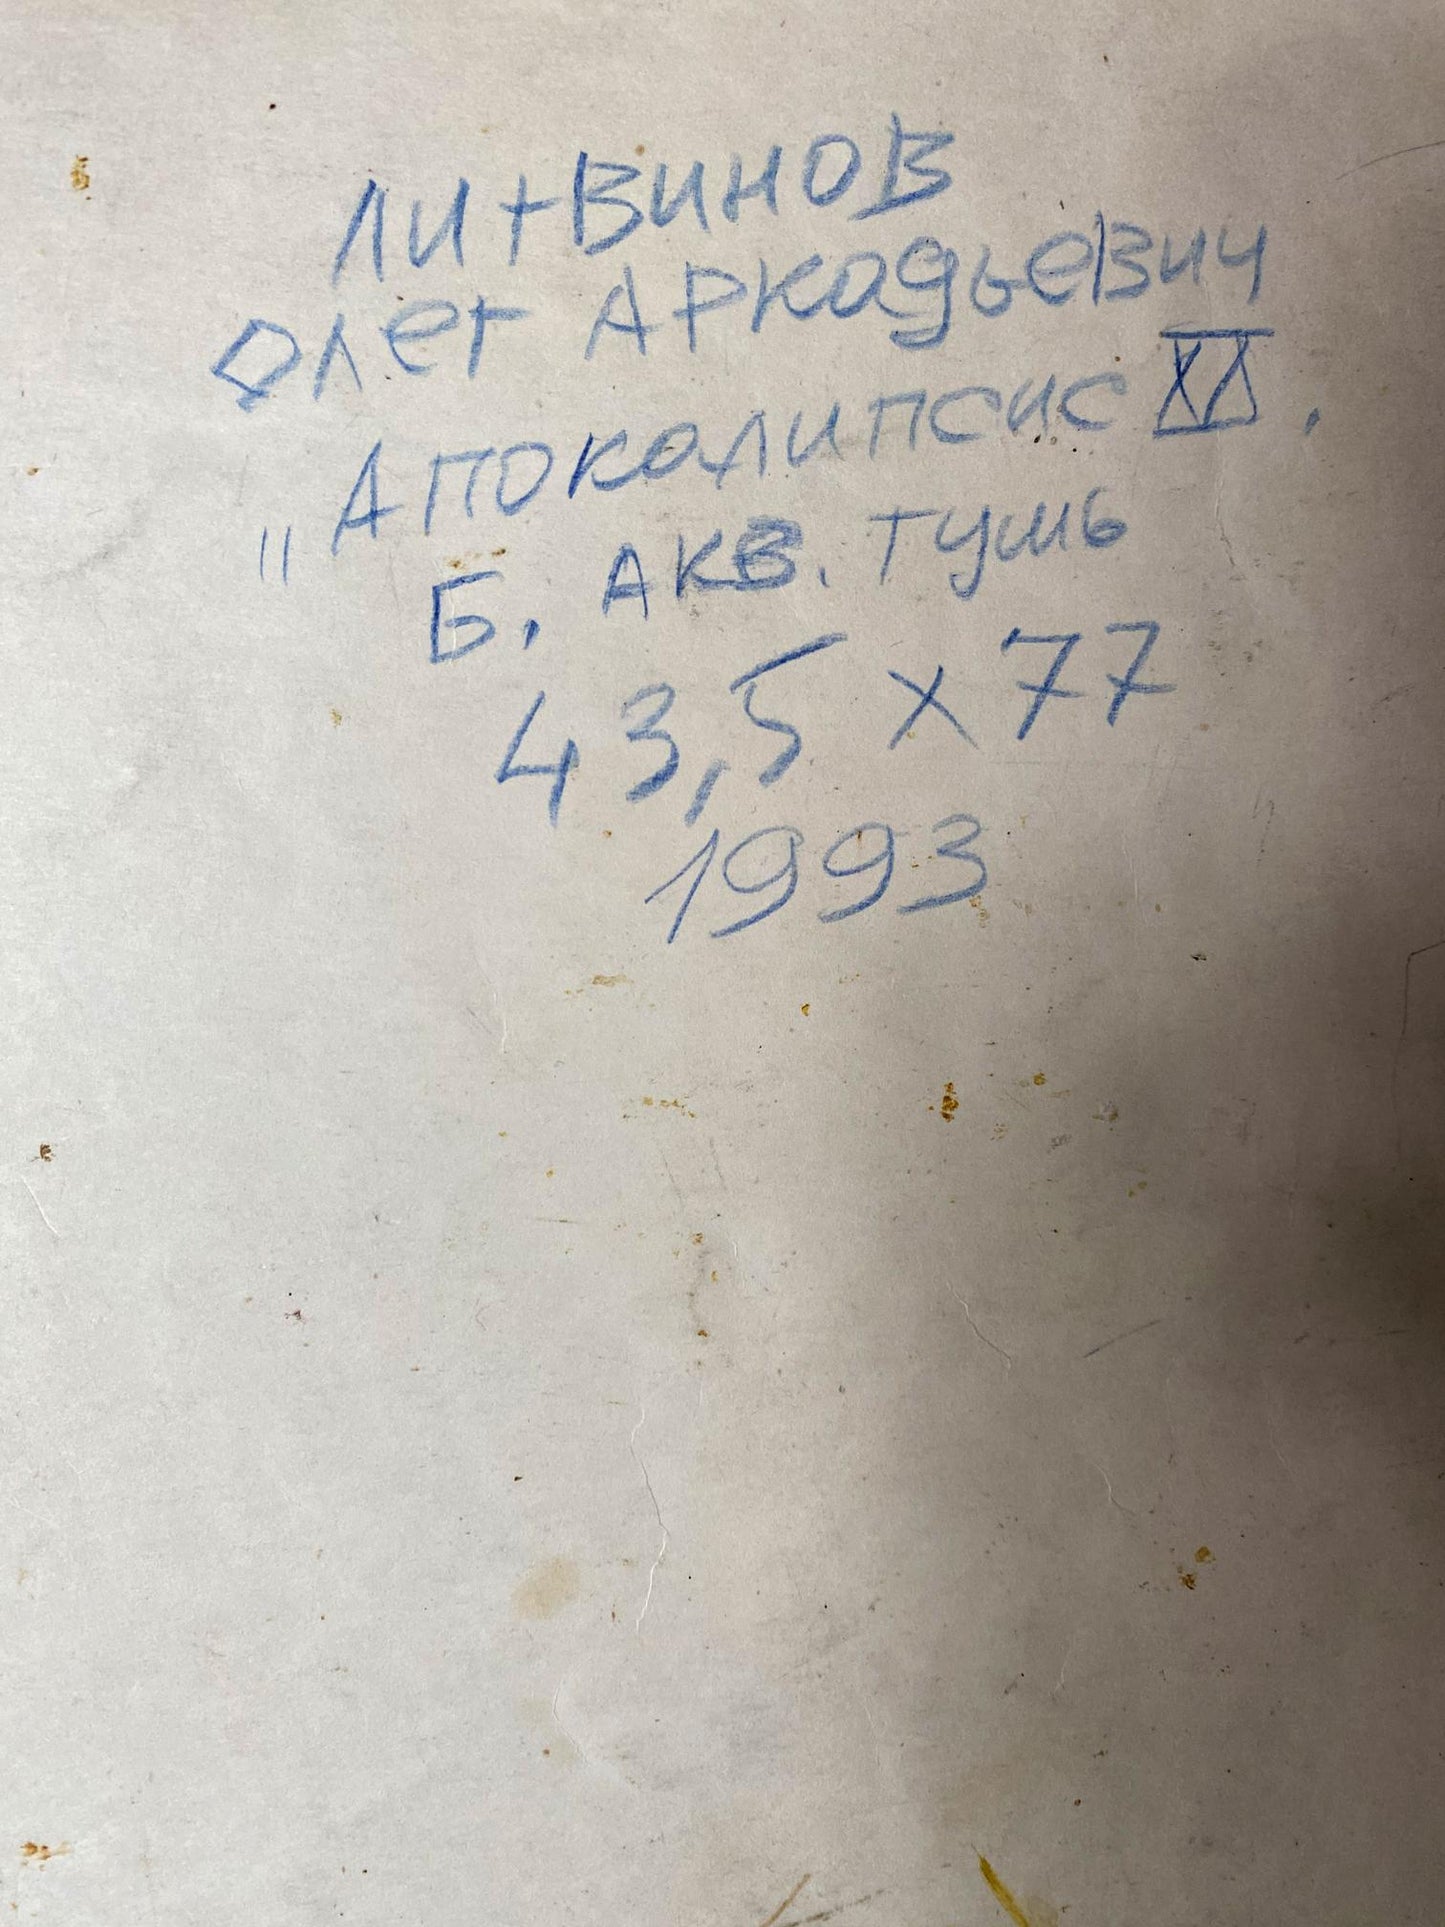 ЛИТВИНОВ
Олег Аркадьевич
„Апокалипсис XX.
Б. акв. тушь
43,5 x 77
1993